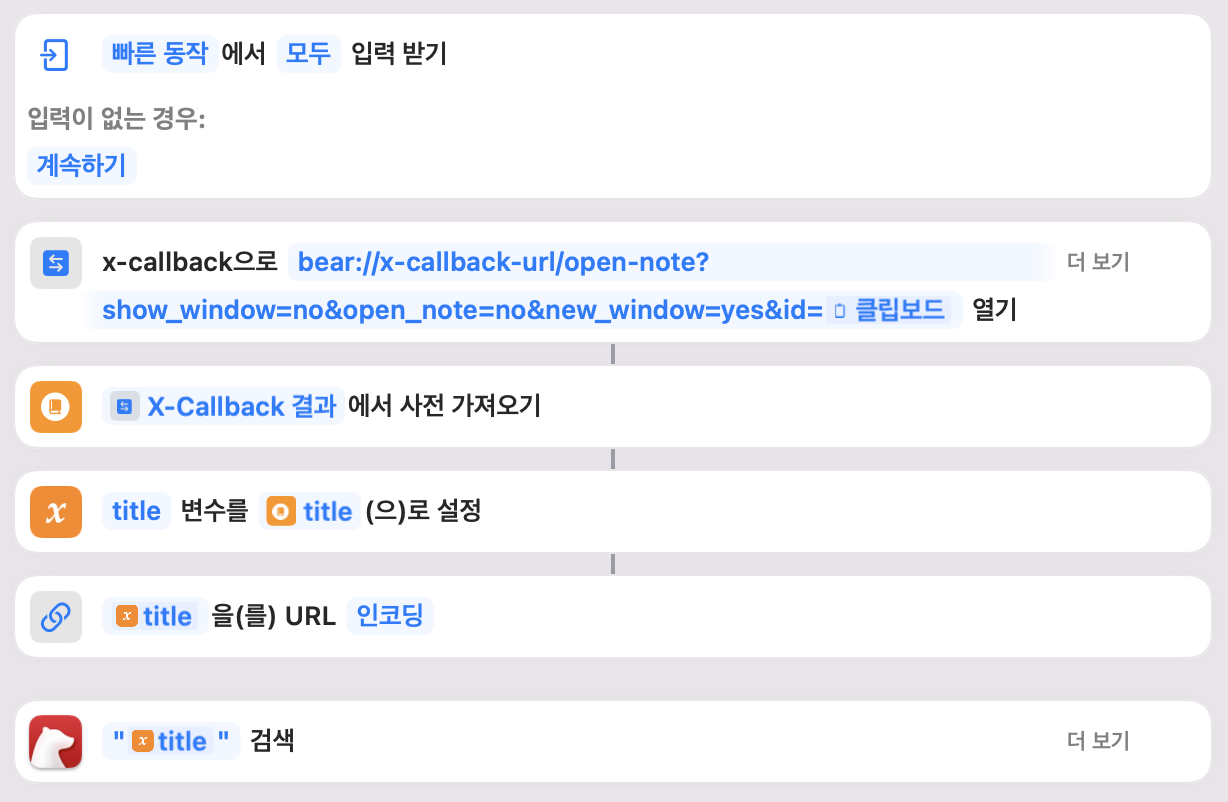 빠른 동작 에서 모두 입력 받기
입력이 없는 경우:
계속하기
x-callback으로 bear://x-callback-url/open-note? 더 보기
show_window=no&open_note=no&new_window=yes&id= 클립보드 열기
X-Callback 결과 에서 사전 가져오기
title 변수를 title (으)로 설정
title 을(를) URL 인코딩
" title " 검색 더 보기